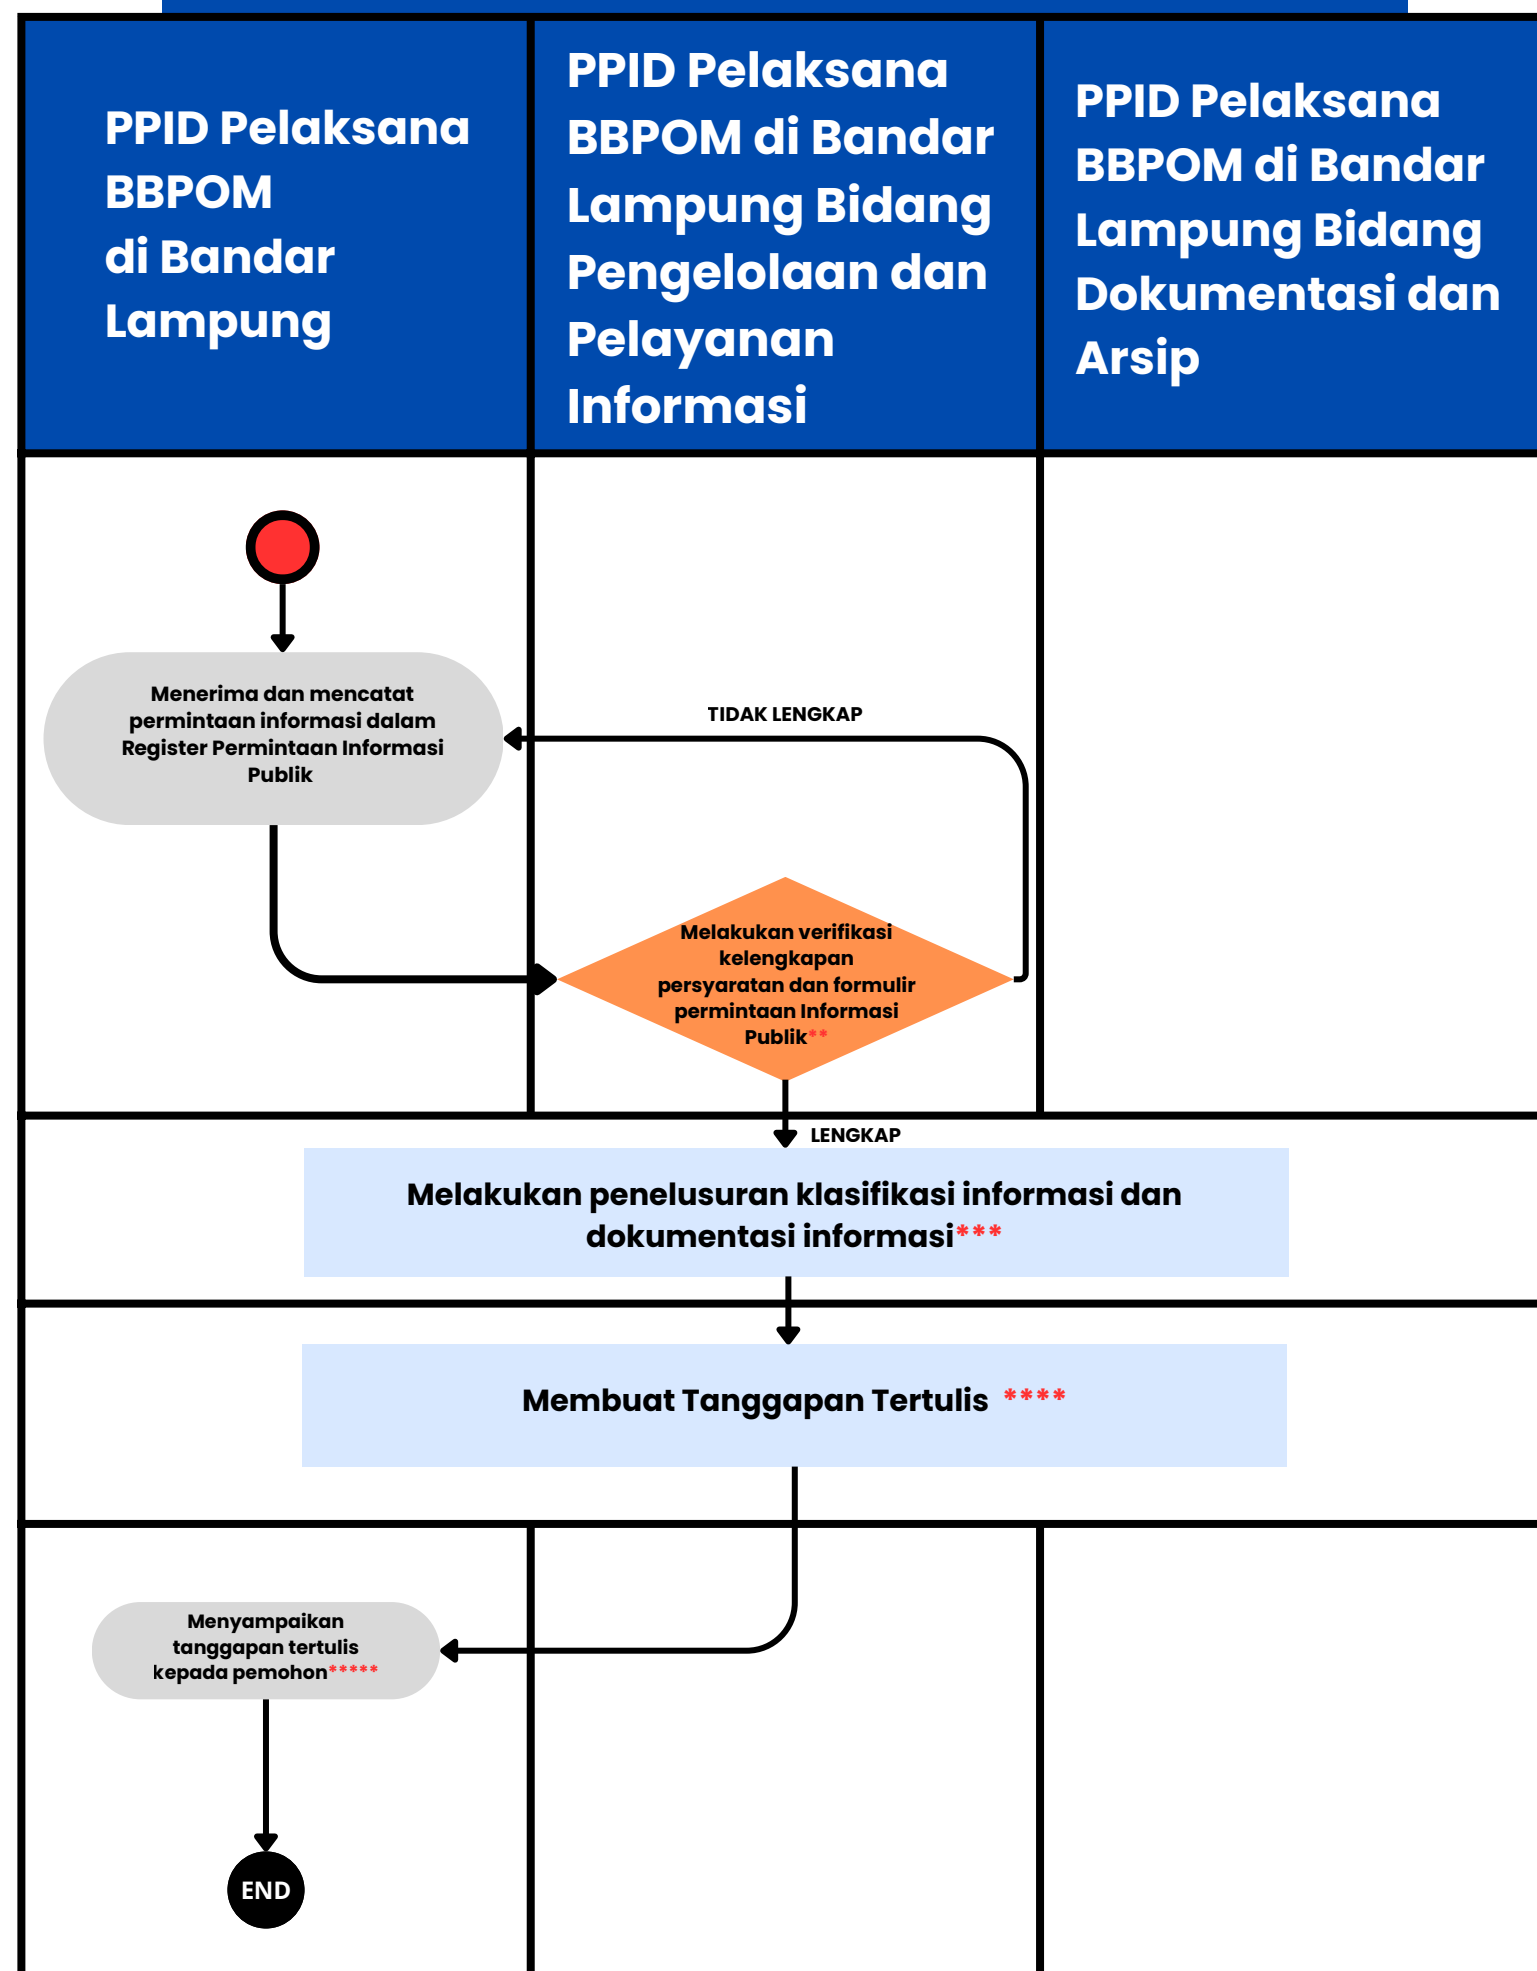 PPID Pelaksana
BBPOM
di Bandar
Lampung
PPID Pelaksana
BBPOM di Bandar
Lampung Bidang
Pengelolaan dan
Pelayanan
Informasi
PPID Pelaksana
BBPOM di Bandar
Lampung Bidang
Dokumentasi dan
Arsip
Menerima dan mencatat
permintaan informasi dalam
Register Permintaan Informasi
Publik
TIDAK LENGKAP
Melakukan verifikasi
kelengkapan
persyaratan dan formulir
permintaan Informasi
Publik**
LENGKAP
Melakukan penelusuran klasifikasi informasi dan
dokumentasi informasi***
Membuat Tanggapan Tertulis ****
Menyampaikan
tanggapan tertulis
kepada pemohon*****
END